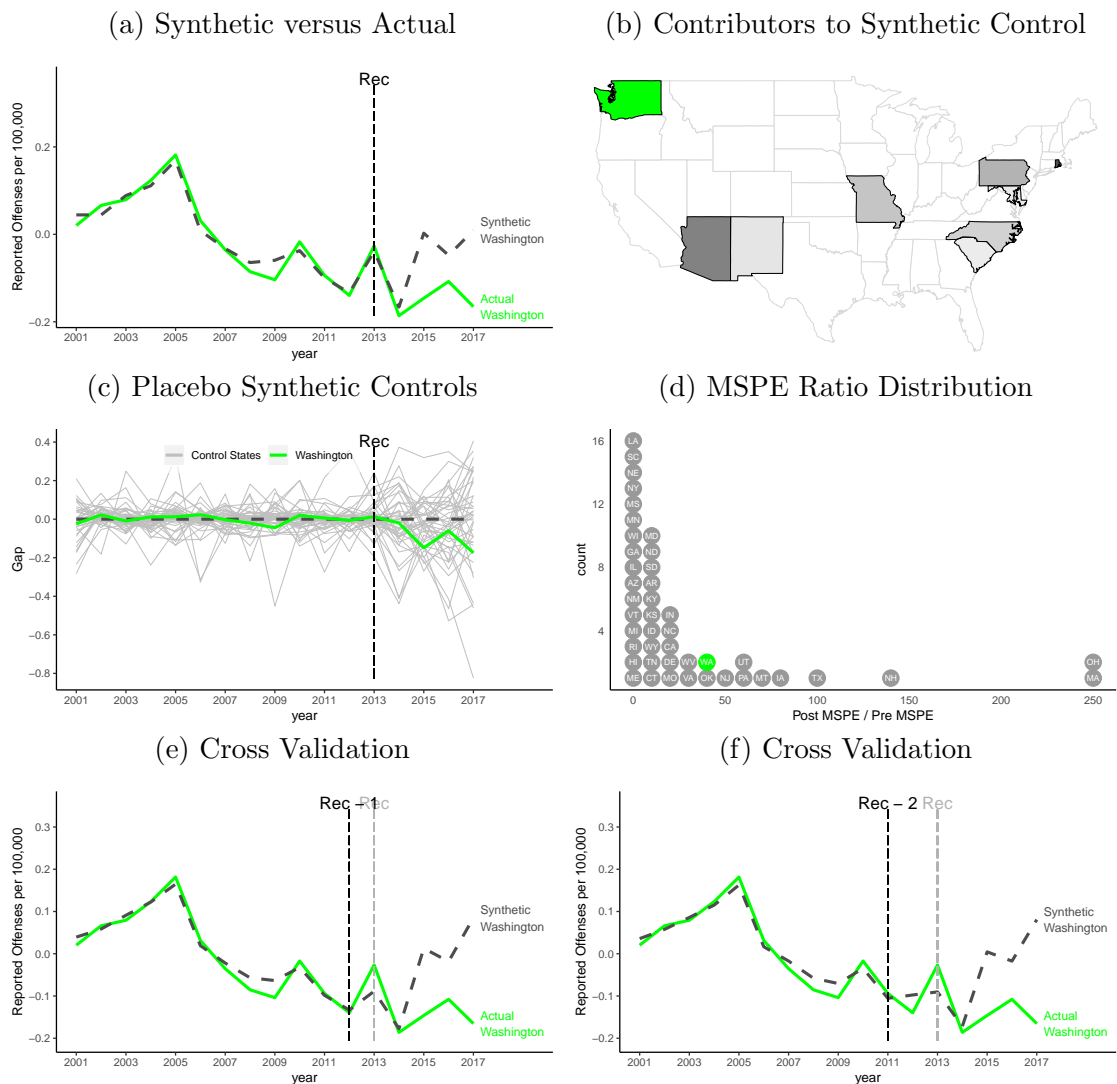 (a) Synthetic versus Actual
(b) Contributors to Synthetic Control
Rec
Reported Offenses per 100,000
0.2
0.0
−0.2
Synthetic
Washington
Actual
Washington
2001 2003 2005 2007 2009 2011 2013 2015 2017
year
(c) Placebo Synthetic Controls
(d) MSPE Ratio Distribution
Rec
Control States Washington
Gap
0.4
0.2
0.0
−0.2
−0.4
−0.6
−0.8
2001 2003 2005 2007 2009 2011 2013 2015 2017
year
count
16
12
8
4
LA
SC
NE
NY
MS
MN
WI MD
GA ND
IL SD
AZ AR
NM KY
VT KS IN
MI ID NC
RI WY CA
HI TN DE WV WA UT OH
ME CT MO VA OK NJ PA MT IA TX NH MA
0 50 100 150 200 250
Post MSPE / Pre MSPE
(e) Cross Validation
(f) Cross Validation
Rec − 1 Rec
Reported Offenses per 100,000
0.3
0.2
0.1
0.0
−0.1
−0.2
Synthetic
Washington
Actual
Washington
2001 2003 2005 2007 2009 2011 2013 2015 2017
year
Rec − 2 Rec
Reported Offenses per 100,000
0.3
0.2
0.1
0.0
−0.1
−0.2
Synthetic
Washington
Actual
Washington
2001 2003 2005 2007 2009 2011 2013 2015 2017
year